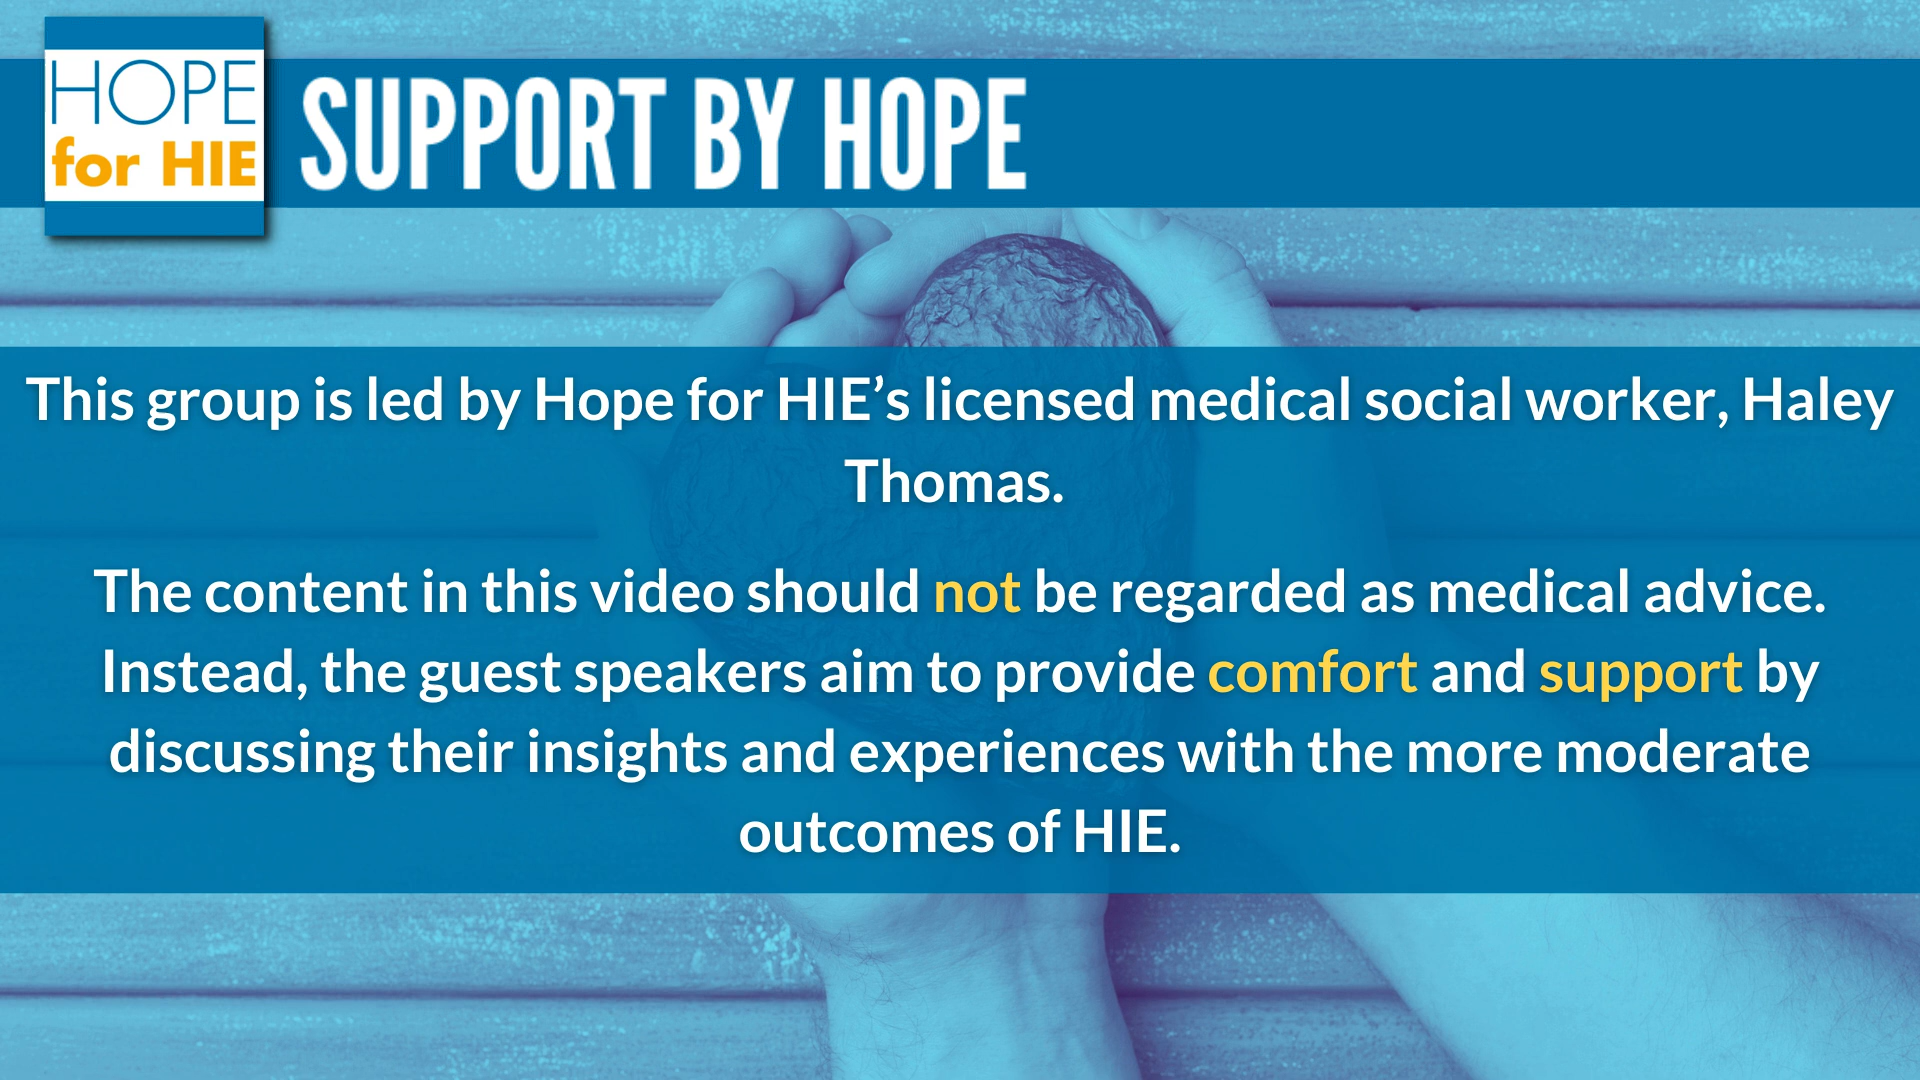 HOPE
for HIE
SUPPORT BY HOPE
This group is led by Hope for HIE’s licensed medical social worker, Haley
Thomas.
The content in this video should not be regarded as medical advice.
Instead, the guest speakers aim to provide comfort and support by
discussing their insights and experiences with the more moderate
outcomes of HIE.